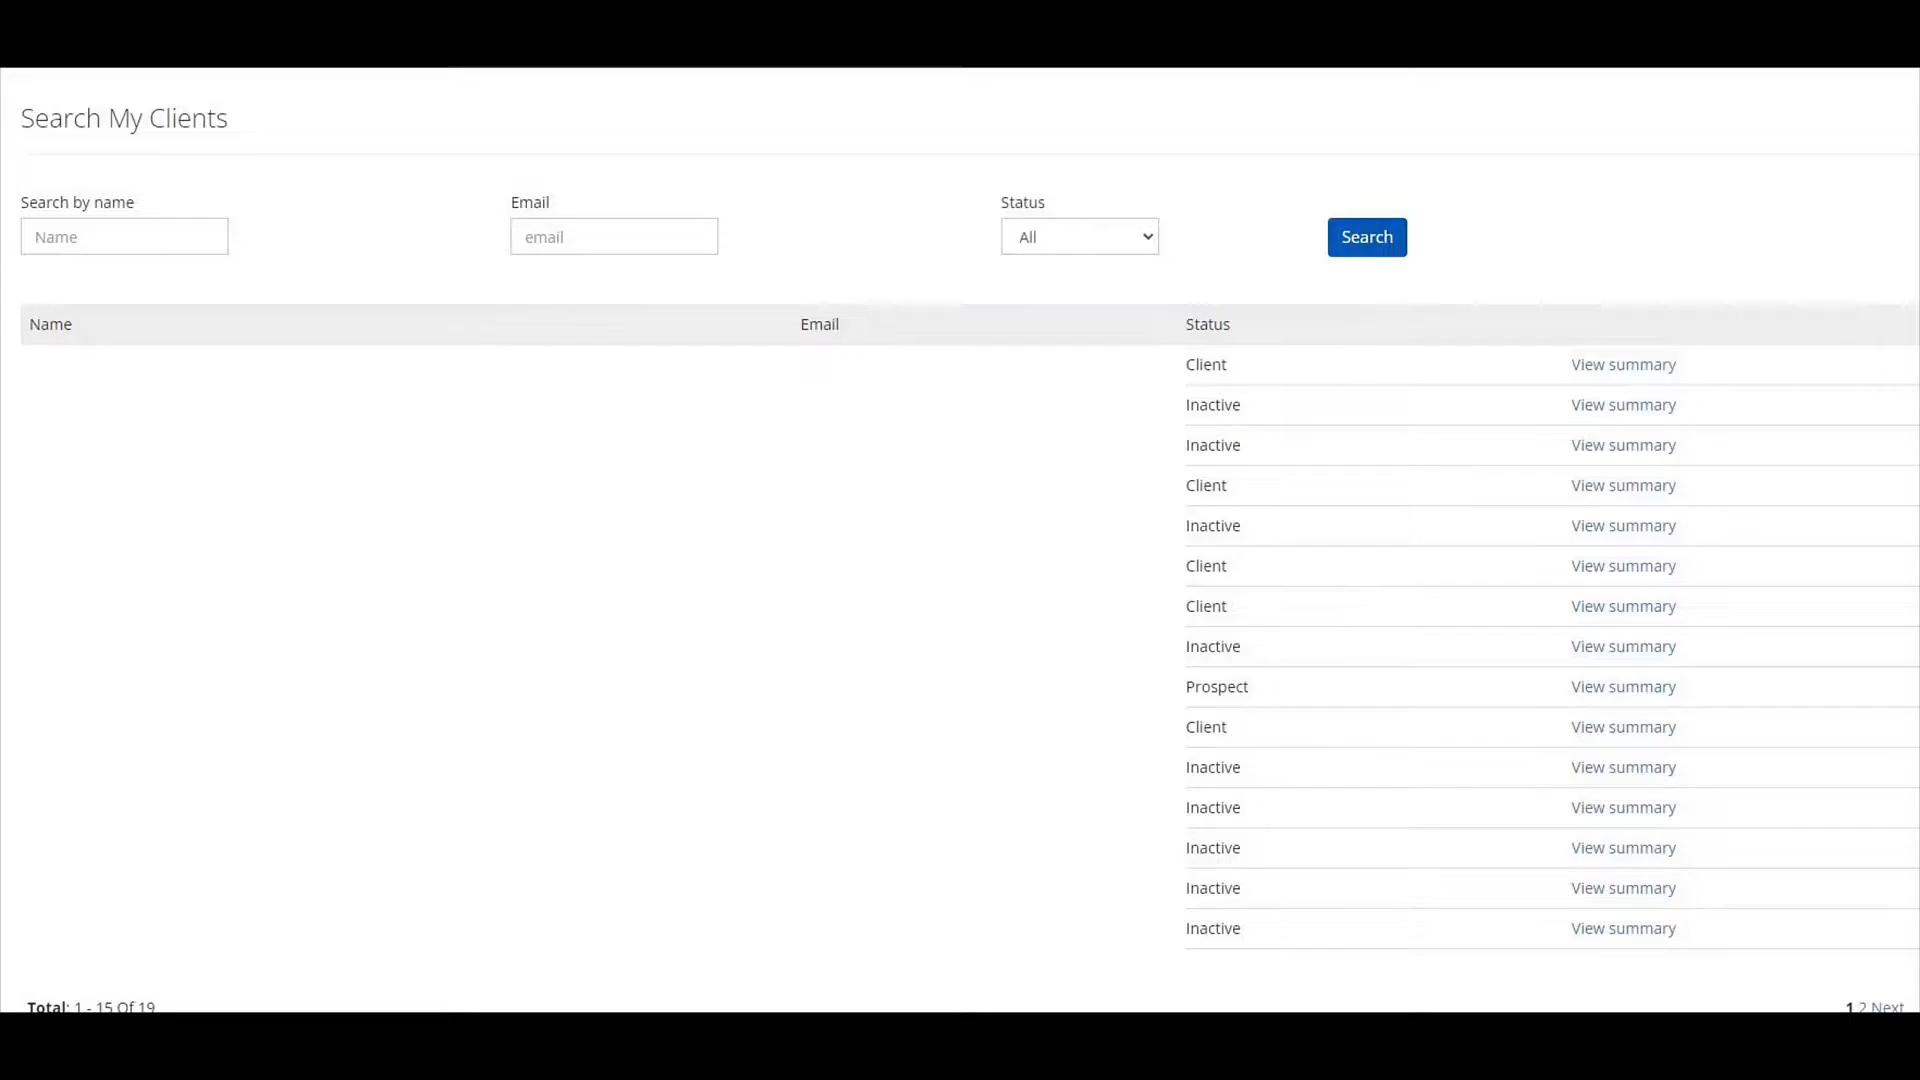 Search My Clients
Search by name Email Status
Name email All Search
Name Email Status
Client View summary
Inactive View summary
Inactive View summary
Client View summary
Inactive View summary
Client View summary
Client View summary
Inactive View summary
Prospect View summary
Client View summary
Inactive View summary
Inactive View summary
Inactive View summary
Inactive View summary
Inactive View summary
Total: 1 - 15 Of 19 1 2 Next